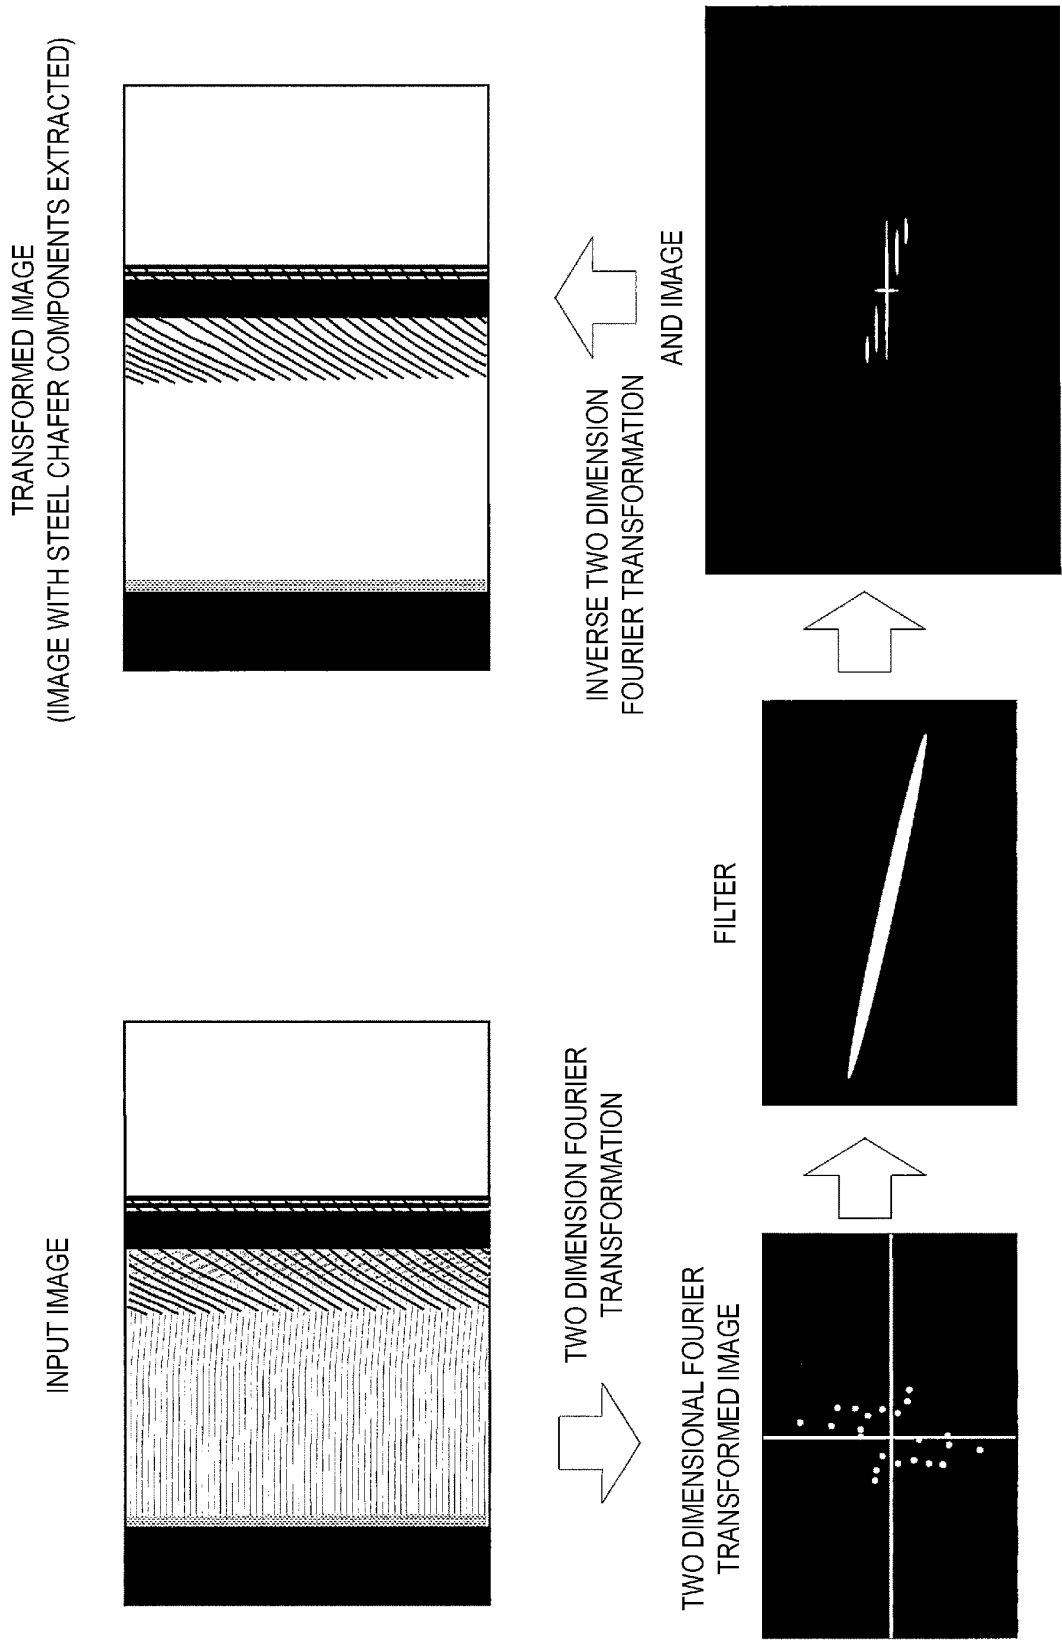 INPUT IMAGE
TWO DIMENSION FOURIER
TRANSFORMATION
TWO DIMENSIONAL FOURIER
TRANSFORMED IMAGE
FILTER
AND IMAGE
INVERSE TWO DIMENSION
FOURIER TRANSFORMATION
TRANSFORMED IMAGE
(IMAGE WITH STEEL CHAFER COMPONENTS EXTRACTED)